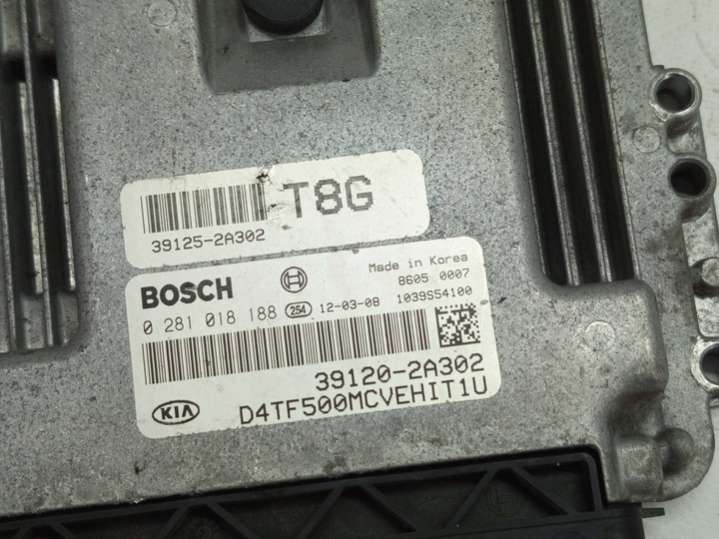 T8G
39125-2A302
BOSCH
Made in Korea
8605 0007
0 281 018 188 254 12-03-08 1039S54100
39120-2A302
KIA D4TF500MCVEHIT1U